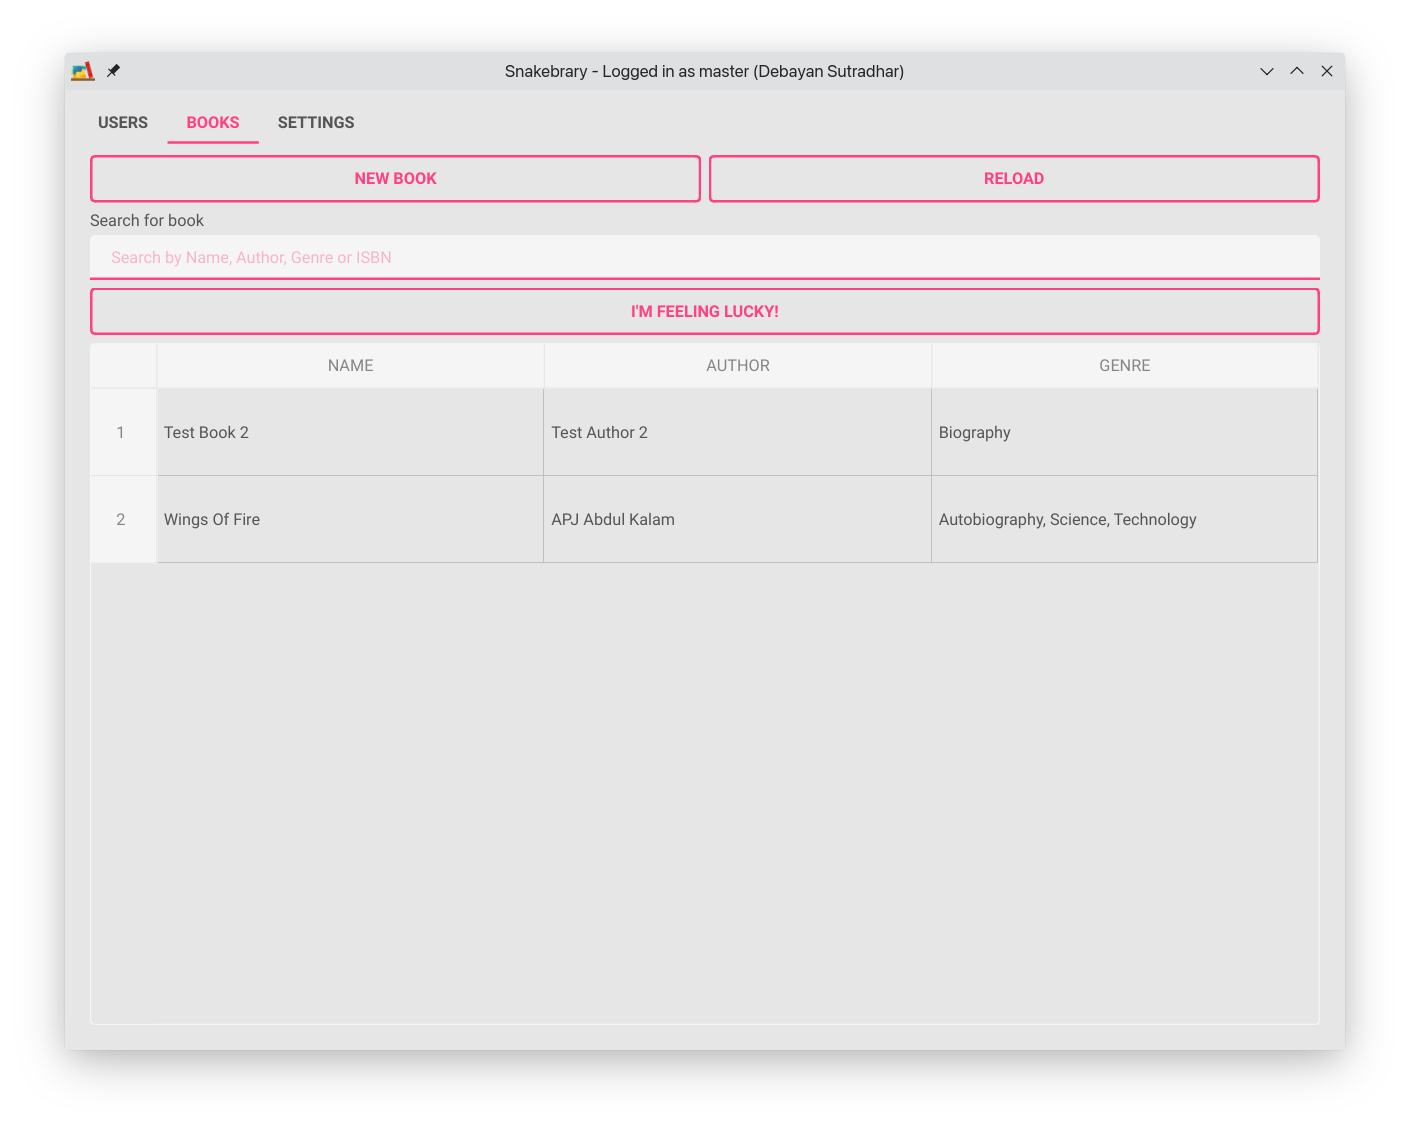 Snakebrary - Logged in as master (Debayan Sutradhar)
USERS BOOKS SETTINGS
NEW BOOK RELOAD
Search for book
Search by Name, Author, Genre or ISBN
I'M FEELING LUCKY!
NAME AUTHOR GENRE
1 Test Book 2 Test Author 2 Biography
2 Wings Of Fire APJ Abdul Kalam Autobiography, Science, Technology